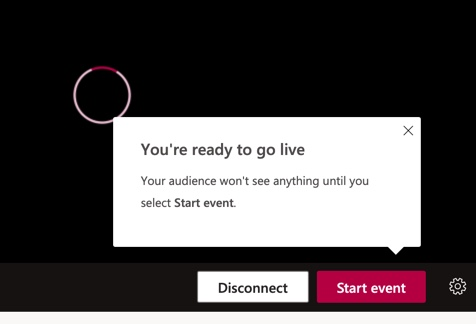 You're ready to go live
Your audience won't see anything until you
select Start event.
Disconnect
Start event